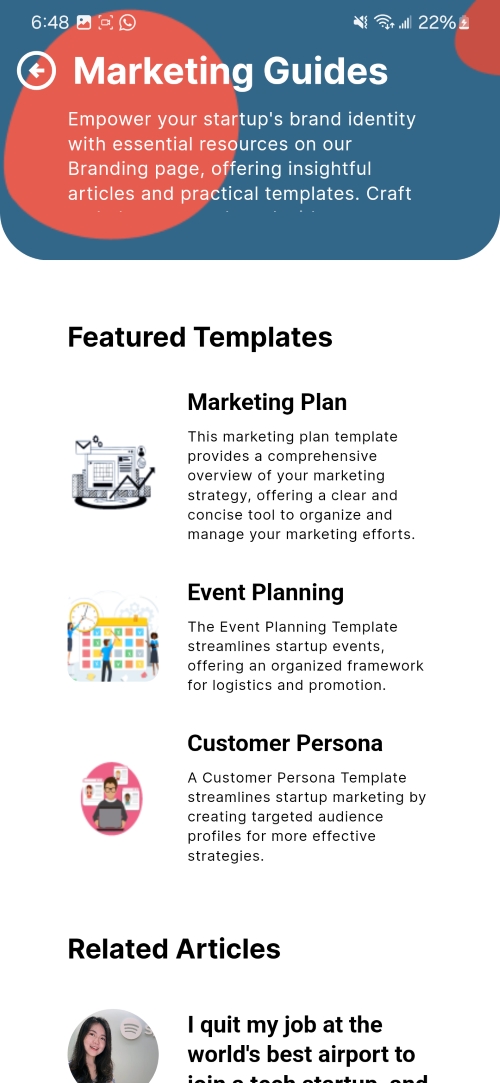 6:48
22%
Marketing Guides
Empower your startup's brand identity
with essential resources on our
Branding page, offering insightful
articles and practical templates. Craft
Featured Templates
Marketing Plan
This marketing plan template
provides a comprehensive
overview of your marketing
strategy, offering a clear and
concise tool to organize and
manage your marketing efforts.
Event Planning
The Event Planning Template
streamlines startup events,
offering an organized framework
for logistics and promotion.
Customer Persona
A Customer Persona Template
streamlines startup marketing by
creating targeted audience
profiles for more effective
strategies.
Related Articles
I quit my job at the
world's best airport to
join a tech startup, and